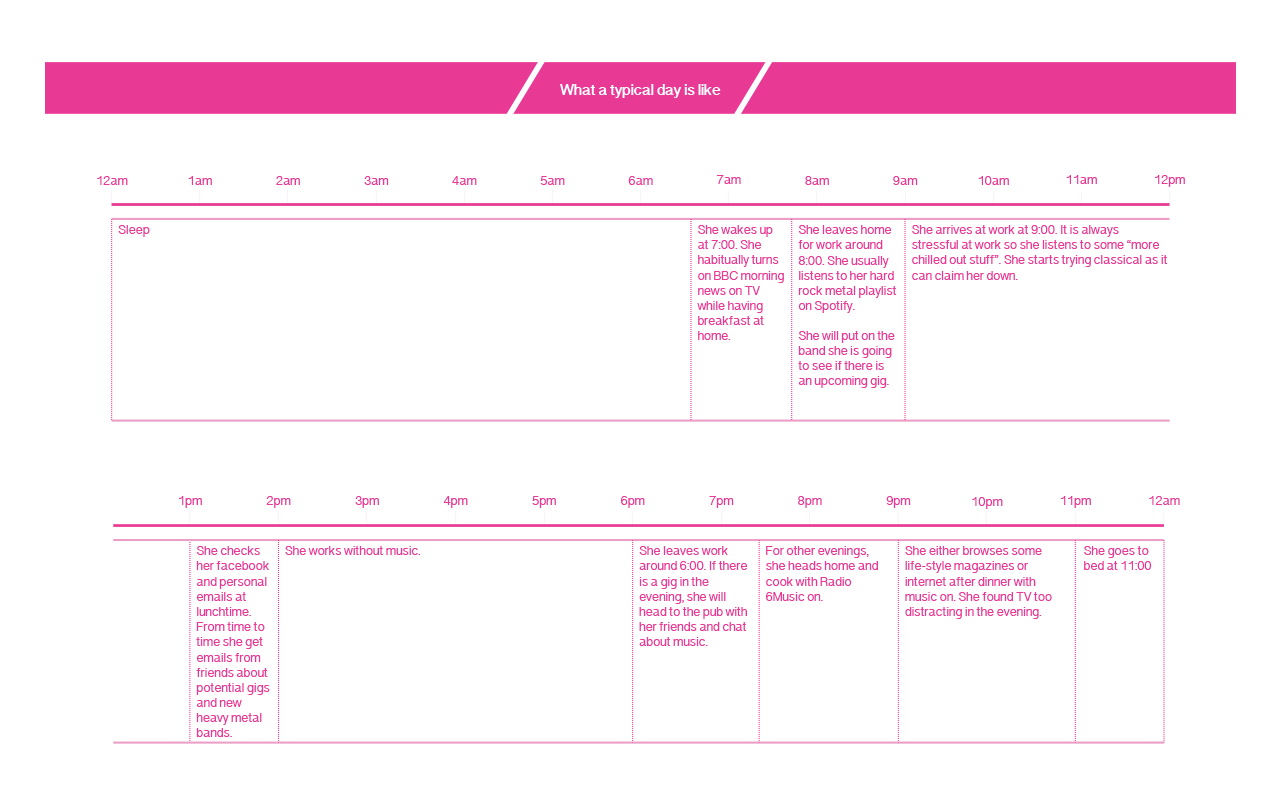 What a typical day is like
12am 1am 2am 3am 4am 5am 6am 7am 8am 9am 10am 11am 12pm
Sleep
She wakes up
at 7:00. She
habitually turns
on BBC morning
news on TV
while having
breakfast at
home.
She leaves home
for work around
8:00. She usually
listens to her hard
rock metal playlist
on Spotify.
She will put on the
band she is going
to see if there is
an upcoming gig.
She arrives at work at 9:00. It is always
stressful at work so she listens to some “more
chilled out stuff”. She starts trying classical as it
can claim her down.
1pm 2pm 3pm 4pm 5pm 6pm 7pm 8pm 9pm 10pm 11pm 12am
She checks
her facebook
and personal
emails at
lunchtime.
From time to
time she get
emails from
friends about
potential gigs
and new
heavy metal
bands.
She works without music.
She leaves work
around 6:00. If there
is a gig in the
evening, she will
head to the pub with
her friends and chat
about music.
For other evenings,
she heads home and
cook with Radio
6Music on.
She either browses some
life-style magazines or
internet after dinner with
music on. She found TV too
distracting in the evening.
She goes to
bed at 11:00